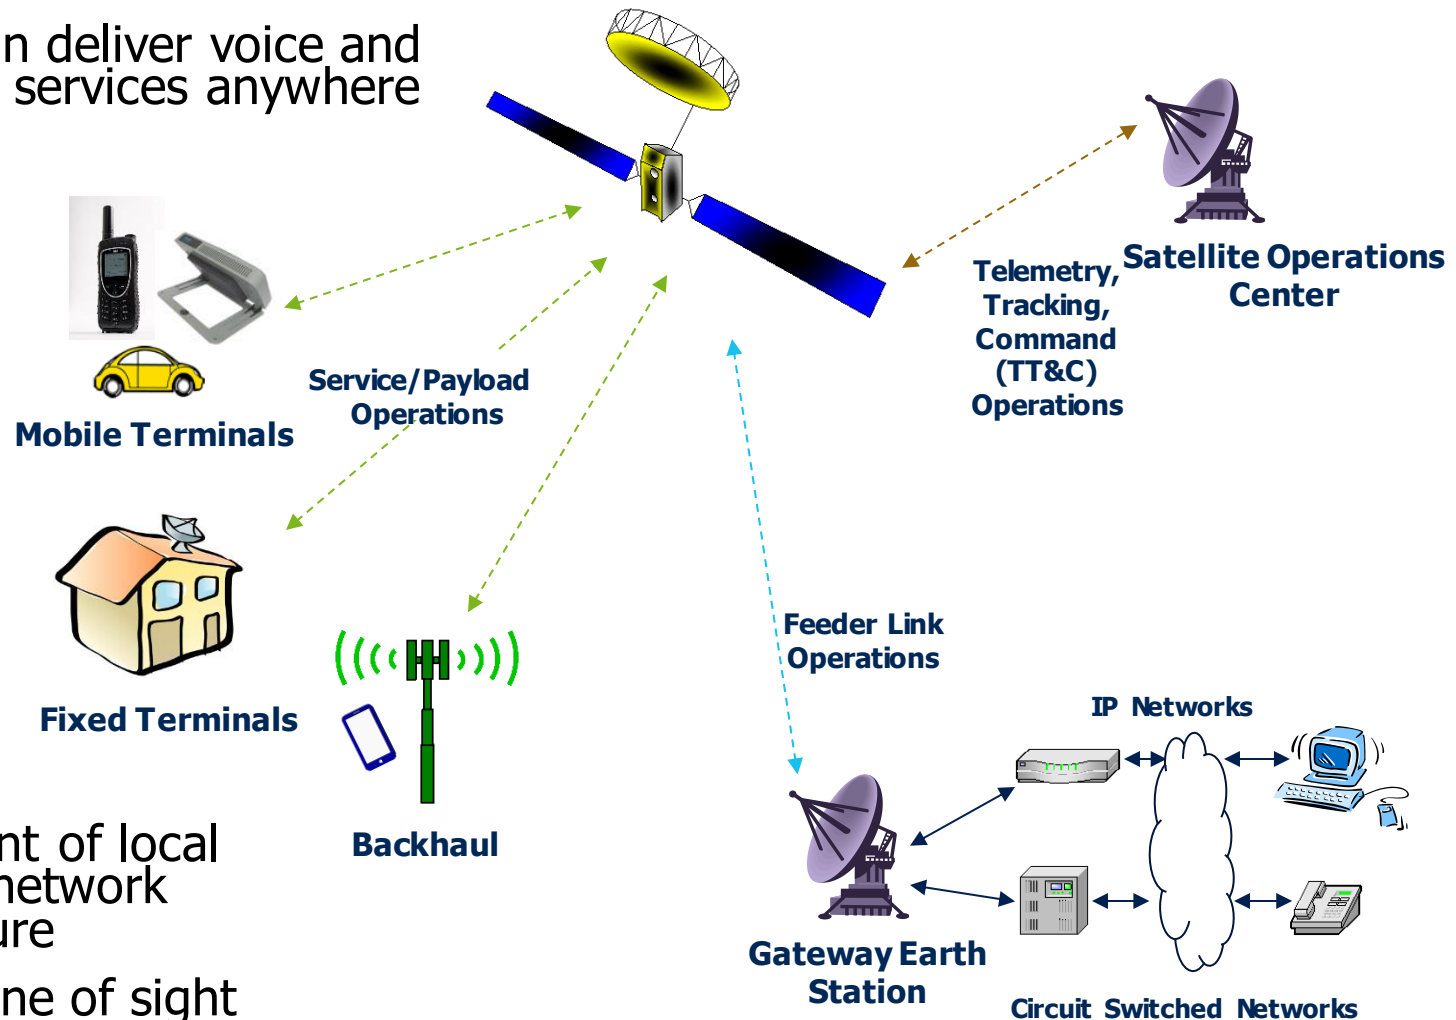 n deliver voice and
services anywhere
Telemetry,
Tracking,
Command
(TT&C)
Operations
Satellite Operations
Center
Service/Payload
Operations
Mobile Terminals
Feeder Link
Operations
Fixed Terminals
IP Networks
Backhaul
nt of local
network
ure
Gateway Earth
Station
ne of sight
Circuit Switched Networks